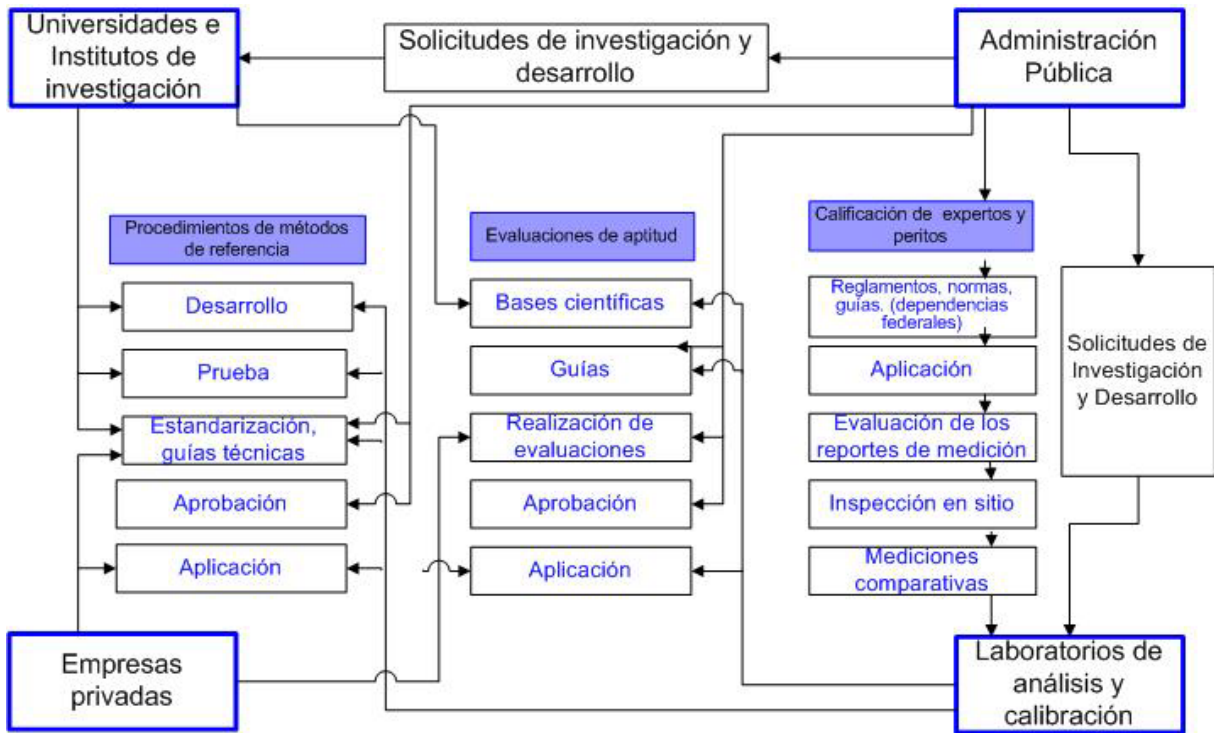 Universidades e
Institutos de
investigación
Solicitudes de investigación y
desarrollo
Administración
Pública
Procedimientos de métodos
de referencia
Desarrollo
Prueba
Estandarización,
guías técnicas
Aprobación
Aplicación
Evaluaciones de aptitud
Bases científicas
Guías
Realización de
evaluaciones
Aprobación
Aplicación
Calificación de expertos y
peritos
Reglamentos, normas,
guías. (dependencias
federales)
Aplicación
Evaluación de los
reportes de medición
Inspección en sitio
Mediciones
comparativas
Solicitudes de
Investigación
y Desarrollo
Empresas
privadas
Laboratorios de
análisis y
calibración